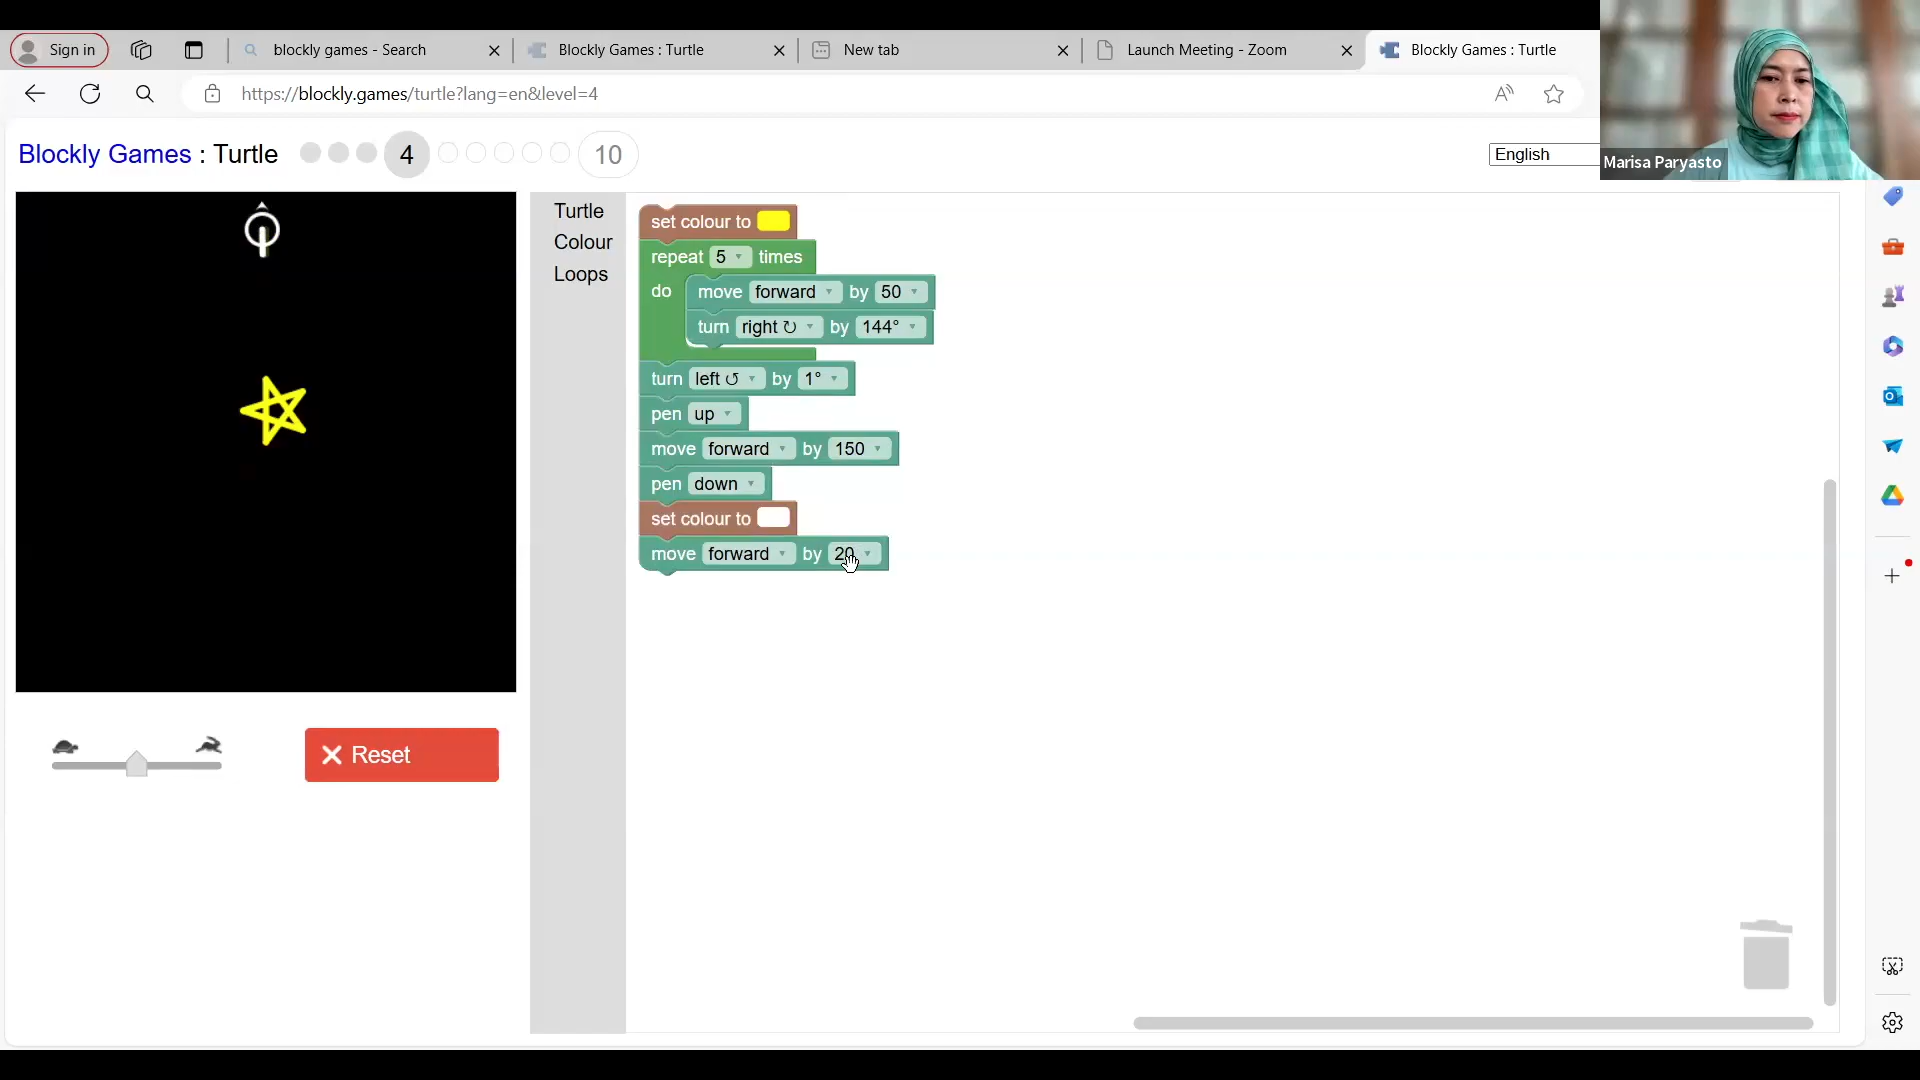 Sign in
blockly games - Search
Blockly Games : Turtle
New tab
Launch Meeting - Zoom
Blockly Games : Turtle
https://blockly.games/turtle?lang=en&level=4
Blockly Games : Turtle
4
10
English
Marisa Paryasto
Turtle
Colour
Loops
set colour to
repeat 5 times
do
move forward by 50
turn right ↻ by 144°
turn left ↺ by 1°
pen up
move forward by 150
pen down
set colour to
move forward by 20
Reset